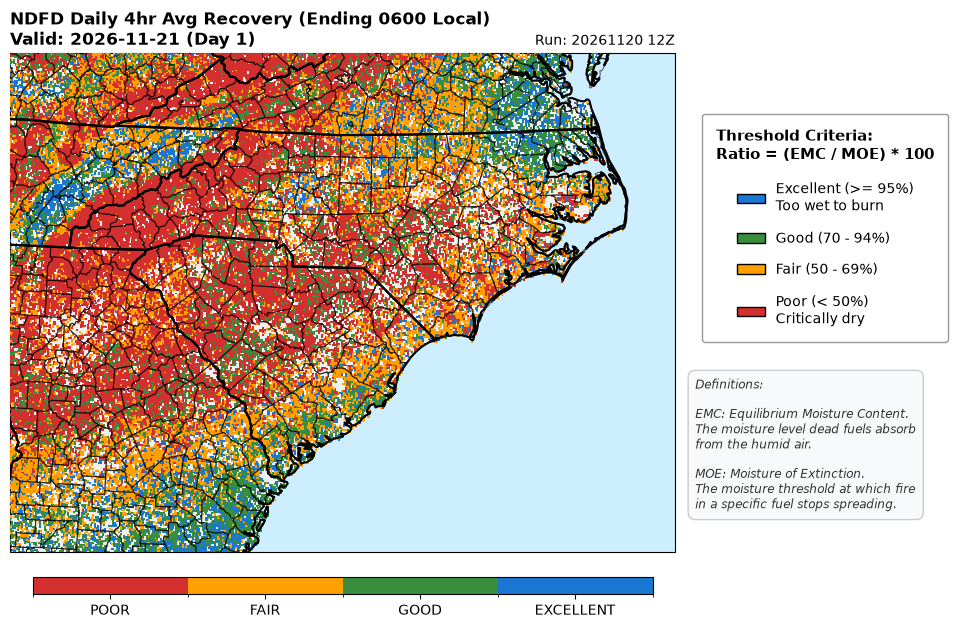 NDFD Daily 4hr Avg Recovery (Ending 0600 Local)
Valid: 2026-11-21 (Day 1)
Run: 20261120 12Z
Threshold Criteria:
Ratio = (EMC / MOE) * 100
Excellent (>= 95%)
Too wet to burn
Good (70 - 94%)
Fair (50 - 69%)
Poor (< 50%)
Critically dry
Definitions:
EMC: Equilibrium Moisture Content.
The moisture level dead fuels absorb
from the humid air.
MOE: Moisture of Extinction.
The moisture threshold at which fire
in a specific fuel stops spreading.
POOR
FAIR
GOOD
EXCELLENT